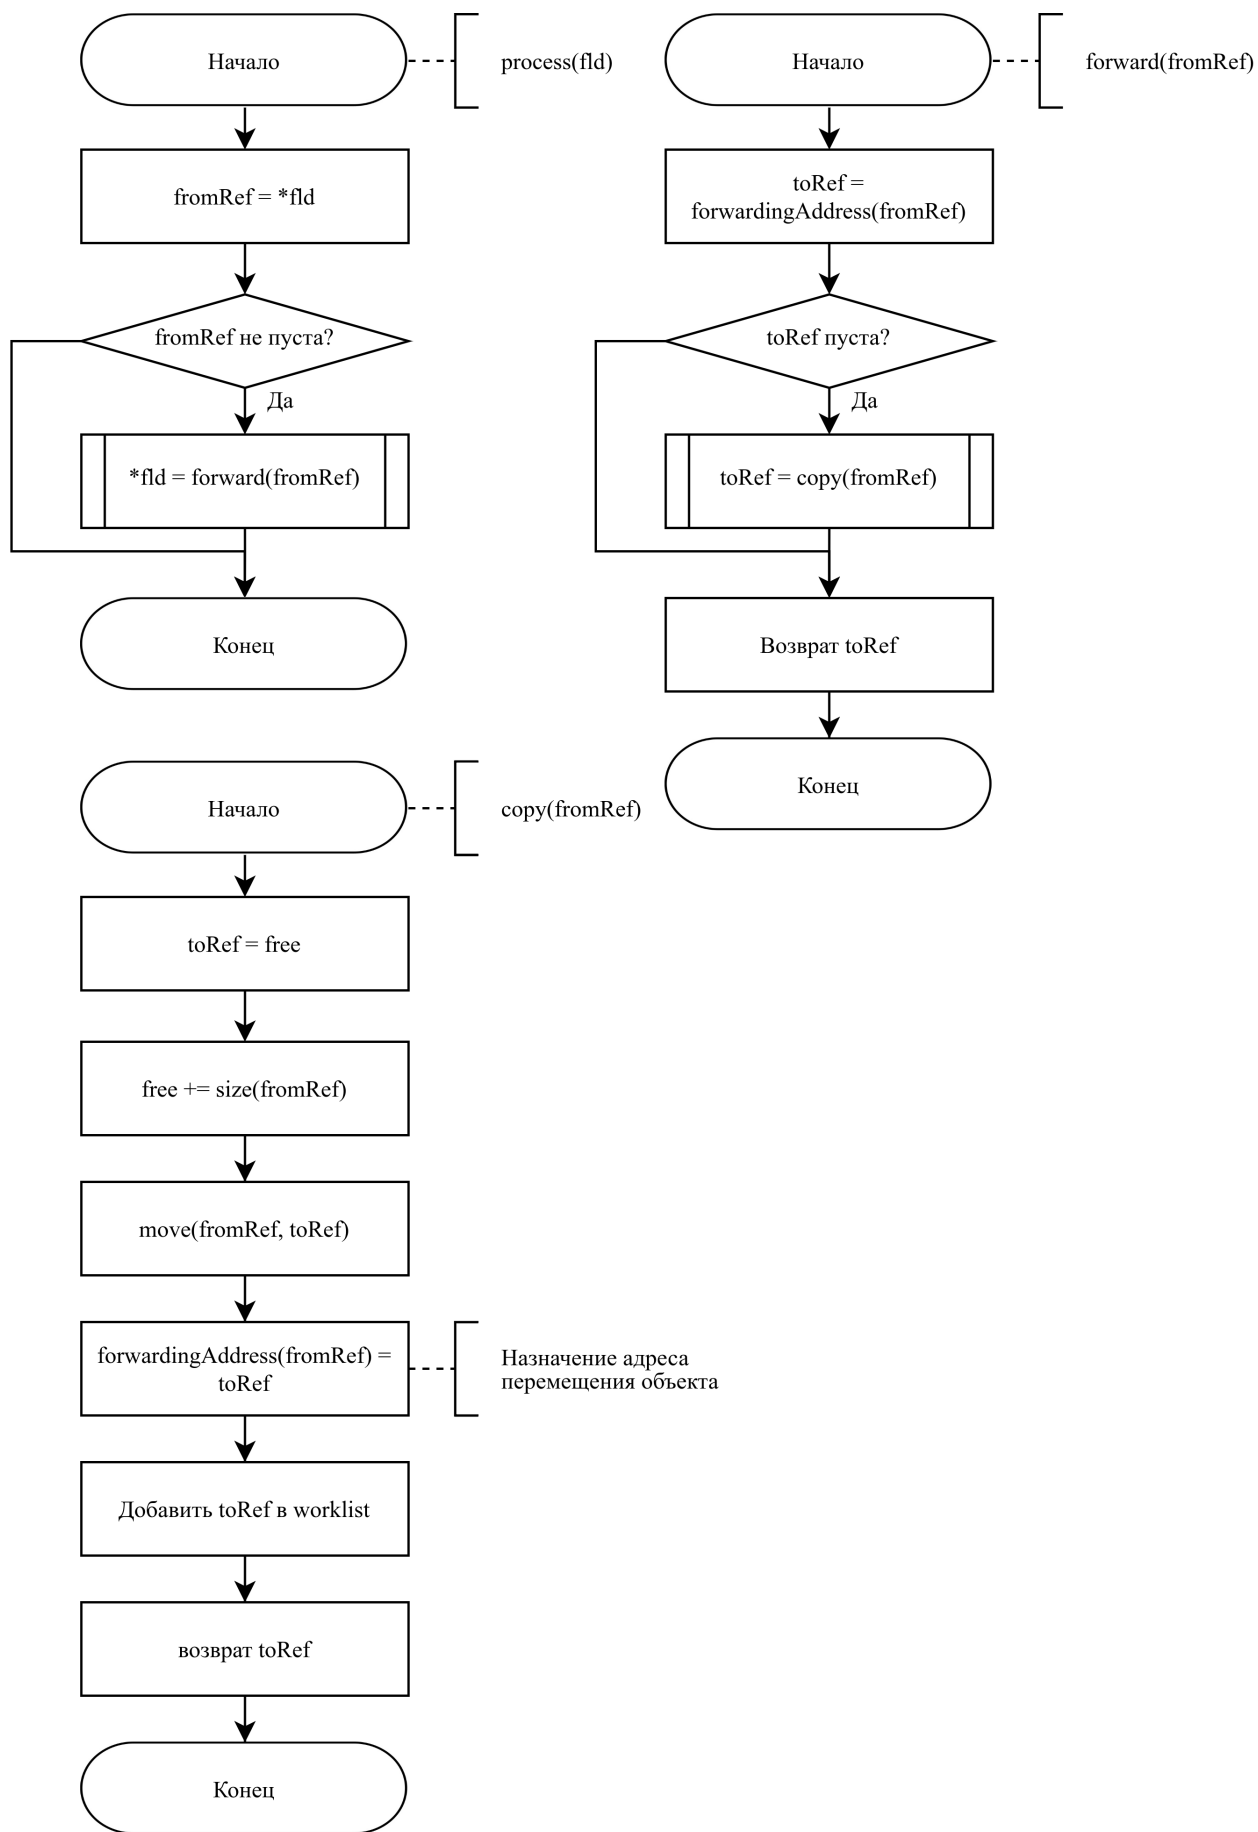 Начало
process(fld)
fromRef = *fld
fromRef не пуста?
Да
*fld = forward(fromRef)
Конец
Начало
forward(fromRef)
toRef =
forwardingAddress(fromRef)
toRef пуста?
Да
toRef = copy(fromRef)
Возврат toRef
Конец
Начало
copy(fromRef)
toRef = free
free += size(fromRef)
move(fromRef, toRef)
forwardingAddress(fromRef) =
toRef
Назначение адреса
перемещения объекта
Добавить toRef в worklist
возврат toRef
Конец